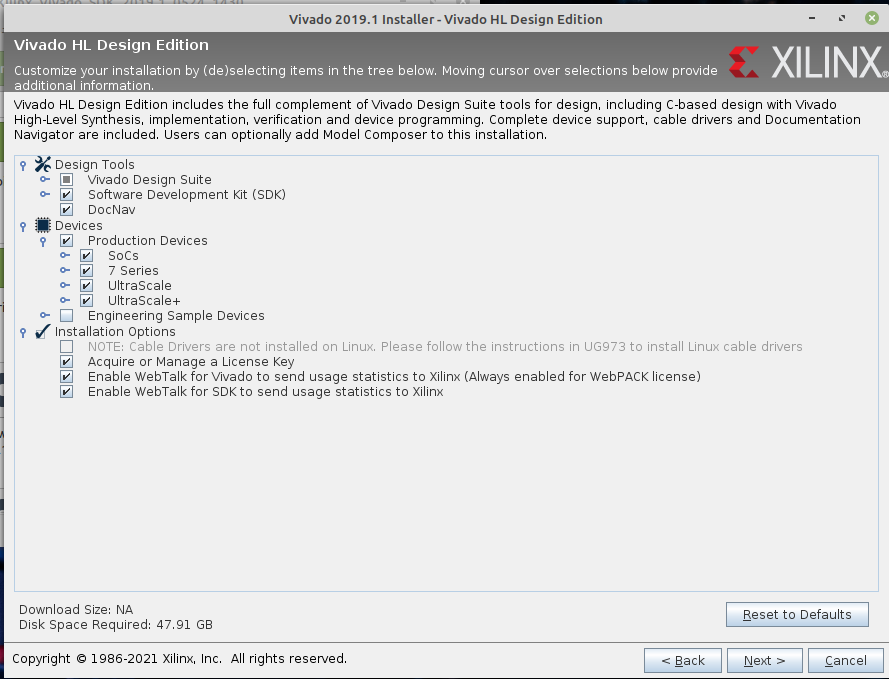 Vivado 2019.1 Installer - Vivado HL Design Edition
Vivado HL Design Edition
Customize your installation by (de)selecting items in the tree below. Moving cursor over selections below provide
additional information.
XILINX®
Vivado HL Design Edition includes the full complement of Vivado Design Suite tools for design, including C-based design with Vivado
High-Level Synthesis, implementation, verification and device programming. Complete device support, cable drivers and Documentation
Navigator are included. Users can optionally add Model Composer to this installation.
Design Tools
Vivado Design Suite
Software Development Kit (SDK)
DocNav
Devices
Production Devices
SoCs
7 Series
UltraScale
UltraScale+
Engineering Sample Devices
Installation Options
NOTE: Cable Drivers are not installed on Linux. Please follow the instructions in UG973 to install Linux cable drivers
Acquire or Manage a License Key
Enable WebTalk for Vivado to send usage statistics to Xilinx (Always enabled for WebPACK license)
Enable WebTalk for SDK to send usage statistics to Xilinx
Download Size: NA
Disk Space Required: 47.91 GB
Reset to Defaults
Copyright © 1986-2021 Xilinx, Inc. All rights reserved.
< Back
Next >
Cancel